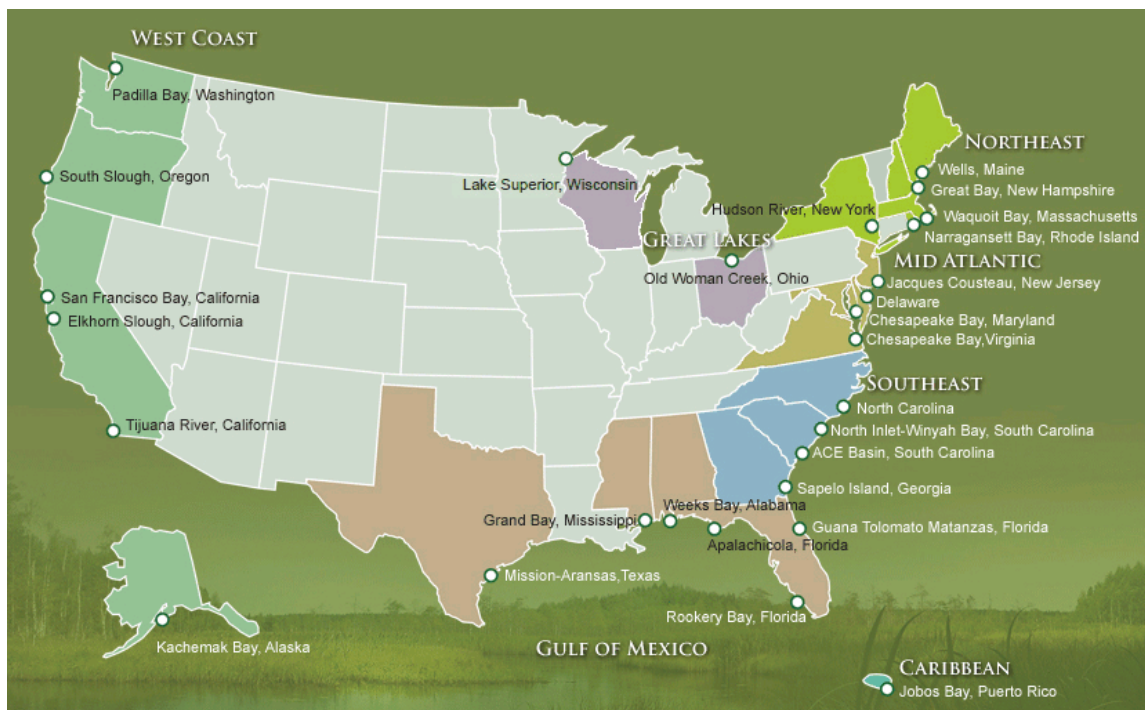 WEST COAST
Padilla Bay, Washington
NORTHEAST
Wells, Maine
South Slough, Oregon
Lake Superior, Wisconsin
Great Bay, New Hampshire
Hudson River, New York
Waquoit Bay, Massachusetts
Narragansett Bay, Rhode Island
GREAT LAKES
MID ATLANTIC
Old Woman Creek, Ohio
Jacques Cousteau, New Jersey
San Francisco Bay, California
Delaware
Elkhorn Slough, California
Chesapeake Bay, Maryland
Chesapeake Bay,Virginia
SOUTHEAST
North Carolina
Tijuana River, California
North Inlet-Winyah Bay, South Carolina
ACE Basin, South Carolina
Sapelo Island, Georgia
Weeks Bay, Alabama
Grand Bay, Mississippi
Guana Tolomato Matanzas, Florida
Apalachicola, Florida
Mission-Aransas,Texas
Rookery Bay, Florida
Kachemak Bay, Alaska
GULF OF MEXICO
CARIBBEAN
Jobos Bay, Puerto Rico